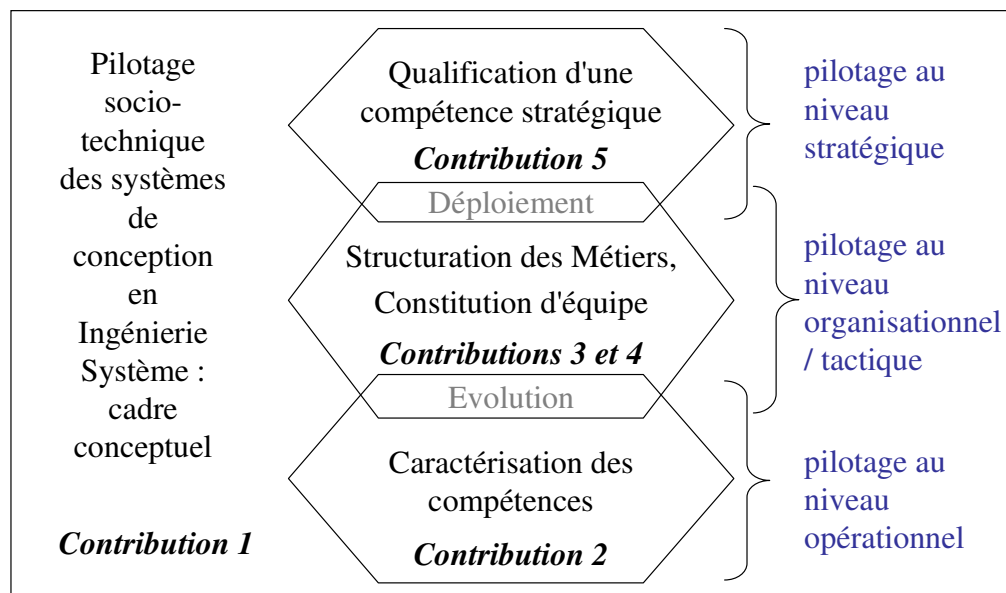 Pilotage
socio-
technique
des systèmes
de
conception
en
Ingénierie
Système :
cadre
conceptuel
Contribution 1
Qualification d'une
compétence stratégique
Contribution 5
Déploiement
Structuration des Métiers,
Constitution d'équipe
Contributions 3 et 4
Evolution
Caractérisation des
compétences
Contribution 2
pilotage au
niveau
stratégique
pilotage au
niveau
organisationnel
/ tactique
pilotage au
niveau
opérationnel